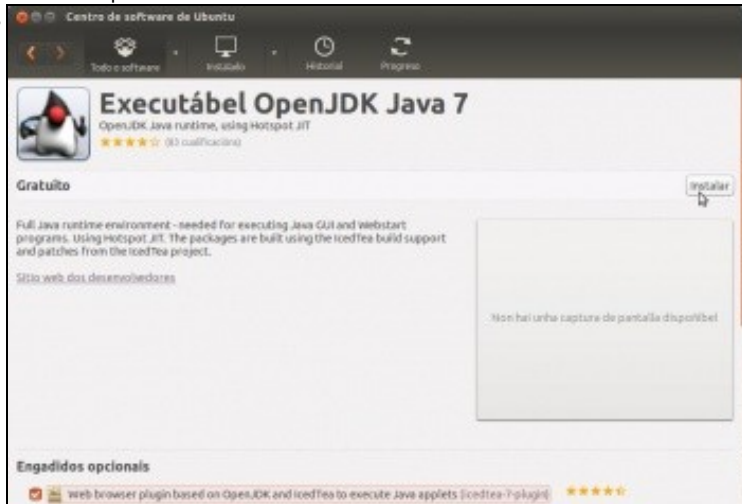 Centro de software de Ubuntu
Todo o software
Instalado
Historial
Progreso
Executábel OpenJDK Java 7
OpenJDK Java runtime, using Hotspot JIT
(83 cualificacións)
Gratuíto
Instalar
Full Java runtime environment - needed for executing Java GUI and Webstart
programs. Using Hotspot JIT. The packages are built using the IcedTea build support
and patches from the IcedTea project.
Sitio web dos desenvolvedores
Non hai unha captura de pantalla dispoñíbel
Engadidos opcionais
Web browser plugin based on OpenJDK and IcedTea to execute Java applets (icedtea-7-plugin)